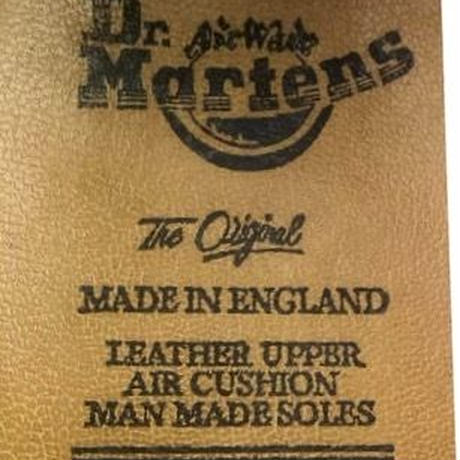 Dr. AirWair
Martens
The Original
MADE IN ENGLAND
LEATHER UPPER
AIR CUSHION
MAN MADE SOLES